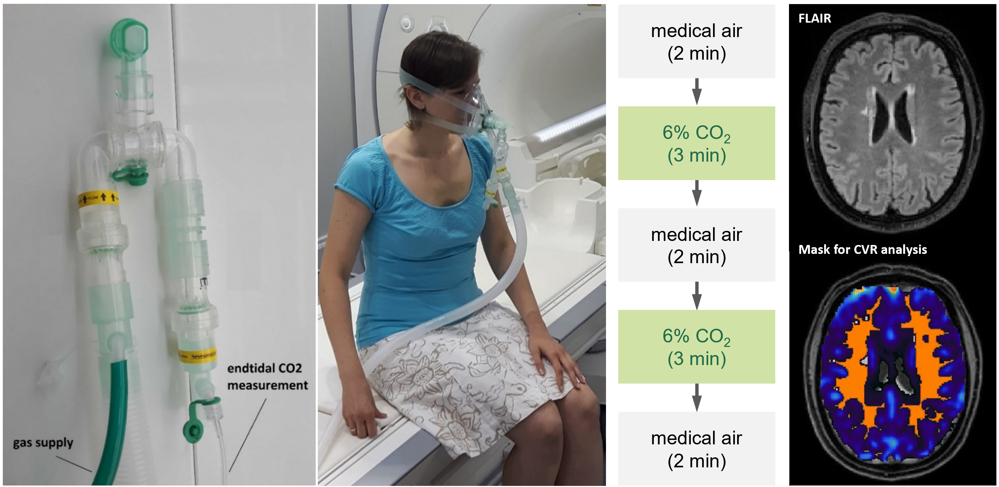 FLOW
endtidal CO2
measurement
gas supply
medical air
(2 min)
6% CO₂
(3 min)
medical air
(2 min)
6% CO₂
(3 min)
medical air
(2 min)
FLAIR
Mask for CVR analysis